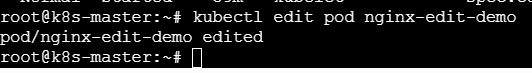 root@k8s-master:~# kubectl edit pod nginx-edit-demo
pod/nginx-edit-demo edited
root@k8s-master:~#